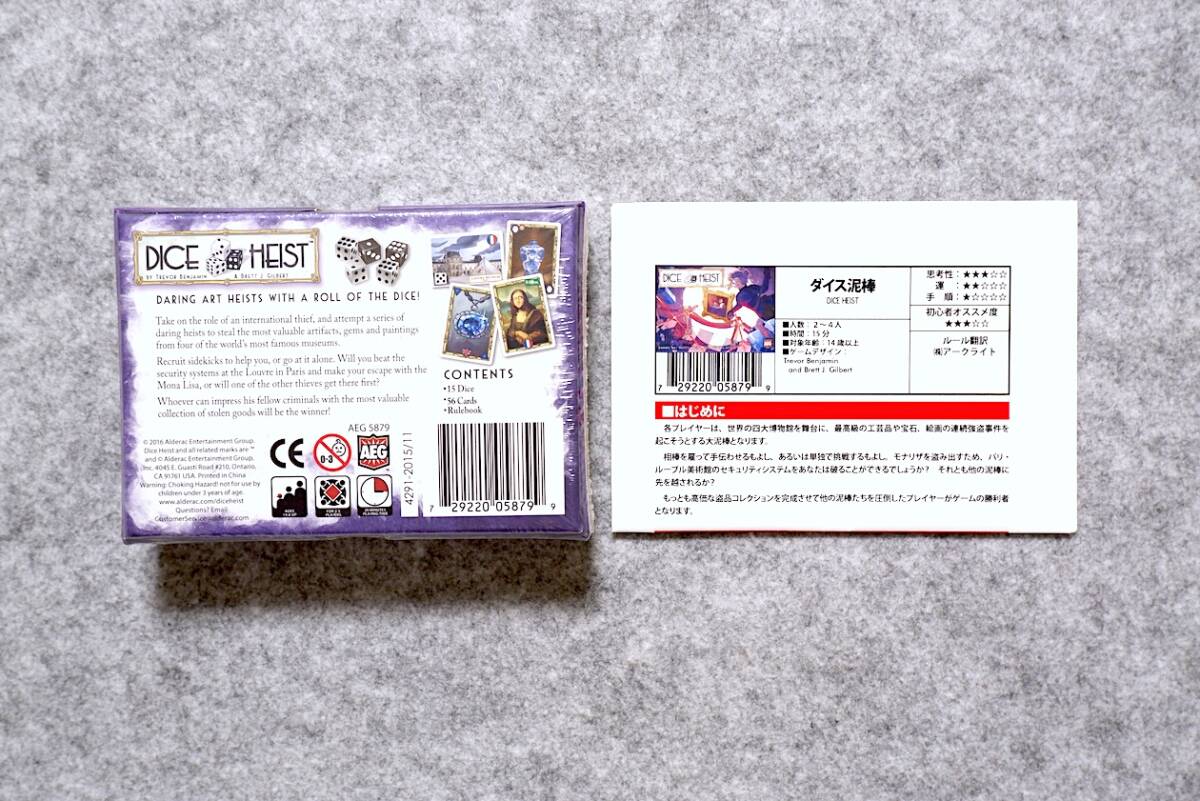 DICE HEIST™
BY TREVOR BENJAMIN & BRETT J. GILBERT
DARING ART HEISTS WITH A ROLL OF THE DICE!
Take on the role of an international thief, and attempt a series of
daring heists to steal the most valuable artifacts, gems and paintings
from four of the world's most famous museums.
Recruit sidekicks to help you, or go at it alone. Will you beat the
security systems at the Louvre in Paris and make your escape with the
Mona Lisa, or will one of the other thieves get there first?
Whoever can impress his fellow criminals with the most valuable
collection of stolen goods will be the winner!
CONTENTS
•15 Dice
•56 Cards
•Rulebook
AEG 5879
© 2016 Alderac Entertainment Group.
Dice Heist and all related marks are ™
and © Alderac Entertainment Group,
Inc. 4045 E. Guasti Road #210, Ontario,
CA 91761 USA. Printed in China
Warning: Choking hazard! not for use by
children under 3 years of age.
www.alderac.com/diceheist
Questions? Email
CustomerService@alderac.com
CE
0-3
AEG
4291-2015/11
7 29220 05879 9
DICE HEIST
ダイス泥棒
DICE HEIST
■人数：2～4人
■時間：15分
■対象年齢：14歳以上
■ゲームデザイン：
Trevor Benjamin
and Brett J. Gilbert
思考性：★★★☆☆
運：★★☆☆☆
手順：★☆☆☆☆
初心者オススメ度
★★★☆☆
ルール翻訳
㈱アークライト
7 29220 05879 9
■はじめに
各プレイヤーは、世界の四大博物館を舞台に、最高級の工芸品や宝石、絵画の連続強盗事件を
起こそうとする大泥棒となります。
相棒を雇って手伝わせるもよし、あるいは単独で挑戦するもよし。モナリザを盗み出すため、パリ・
ルーブル美術館のセキュリティシステムをあなたは破ることができるでしょうか？ それとも他の泥棒に
先を越されるか？
もっとも高価な盗品コレクションを完成させて他の泥棒たちを圧倒したプレイヤーがゲームの勝利者
となります。